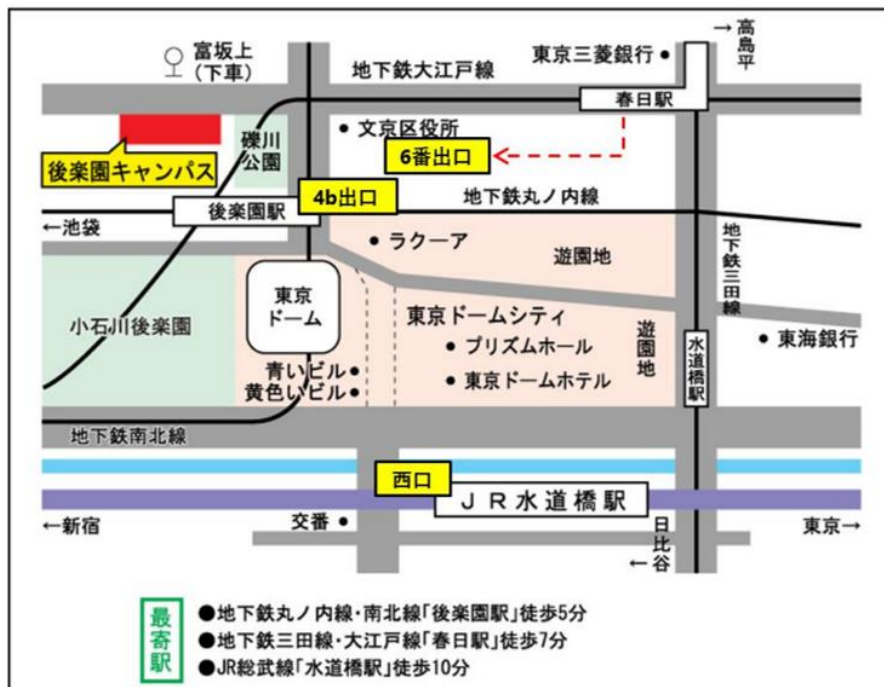 富坂上
(下車)
地下鉄大江戸線
東京三菱銀行
→高島平
春日駅
文京区役所
礫川
公園
6番出口
後楽園キャンパス
4b出口
地下鉄丸ノ内線
後楽園駅
←池袋
ラクーア
遊園地
地下鉄三田線
東京
ドーム
小石川後楽園
東京ドームシティ
遊園地
プリズムホール
水道橋駅
東海銀行
青いビル
黄色いビル
東京ドームホテル
地下鉄南北線
西口
JR水道橋駅
←新宿
交番
日比谷
←
東京→
最寄駅
●地下鉄丸ノ内線・南北線「後楽園駅」徒歩5分
●地下鉄三田線・大江戸線「春日駅」徒歩7分
●JR総武線「水道橋駅」徒歩10分